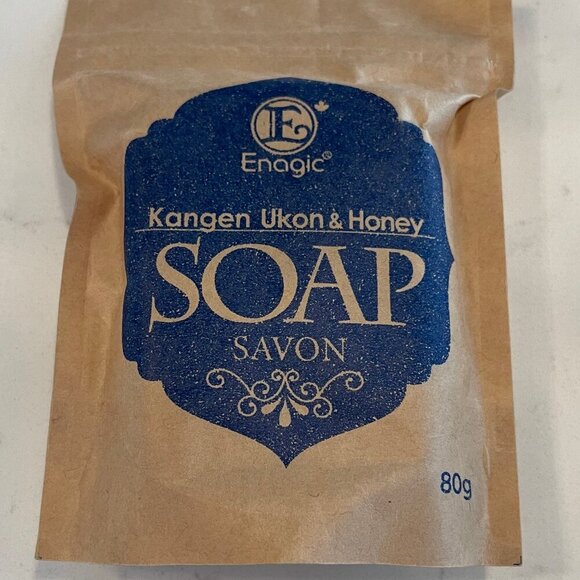 E
Enagic®
Kangen Ukon & Honey
SOAP
SAVON
80g